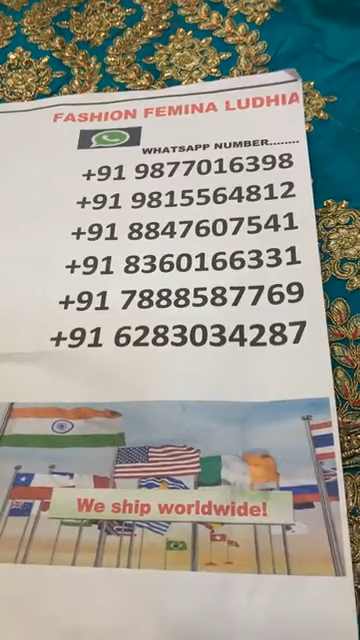 FASHION FEMINA LUDHIA
WHATSAPP NUMBER........
+91 9877016398
+91 9815564812
+91 8847607541
+91 8360166331
+91 7888587769
+91 6283034287
We ship worldwide!